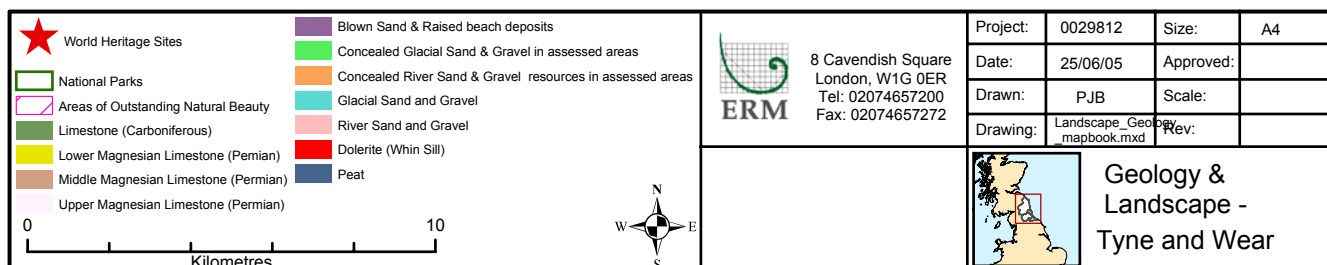 World Heritage Sites
National Parks
Areas of Outstanding Natural Beauty
Limestone (Carboniferous)
Lower Magnesian Limestone (Permian)
Middle Magnesian Limestone (Permian)
Upper Magnesian Limestone (Permian)
Blown Sand & Raised beach deposits
Concealed Glacial Sand & Gravel in assessed areas
Concealed River Sand & Gravel resources in assessed areas
Glacial Sand and Gravel
River Sand and Gravel
Dolerite (Whin Sill)
Peat
0 10
Kilometres
N
W E
S
ERM
8 Cavendish Square
London, W1G 0ER
Tel: 02074657200
Fax: 02074657272
Project: 0029812 Size: A4
Date: 25/06/05 Approved:
Drawn: PJB Scale:
Drawing: Landscape_Geology
_mapbook.mxd Rev:
Geology &
Landscape -
Tyne and Wear